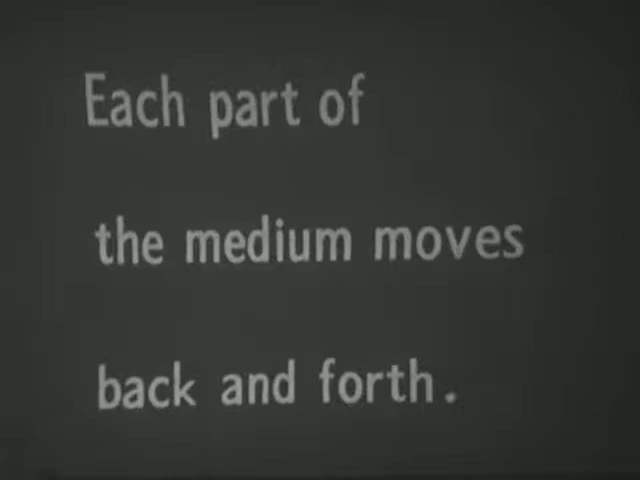 Each part of
the medium moves
back and forth.